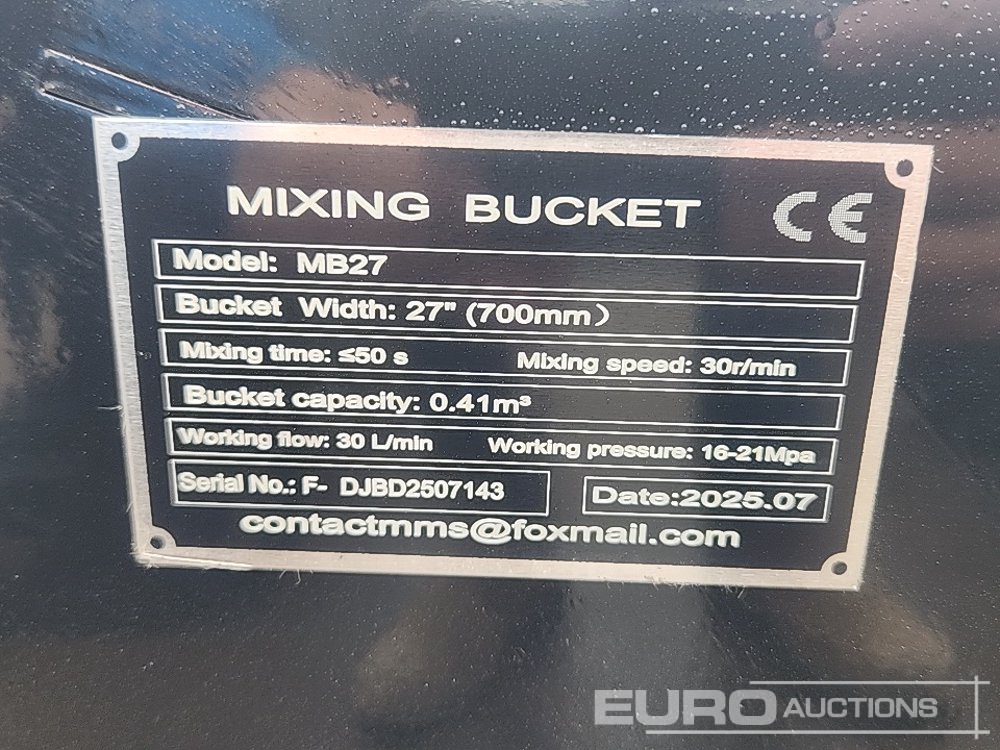 MIXING BUCKET CE
Model: MB27
Bucket Width: 27" (700mm)
Mixing time: ≤50 s Mixing speed: 30r/min
Bucket capacity: 0.41m³
Working flow: 30 L/min Working pressure: 16-21Mpa
Serial No.: F- DJBD2507143 Date:2025.07
contactmms@foxmail.com
EURO AUCTIONS